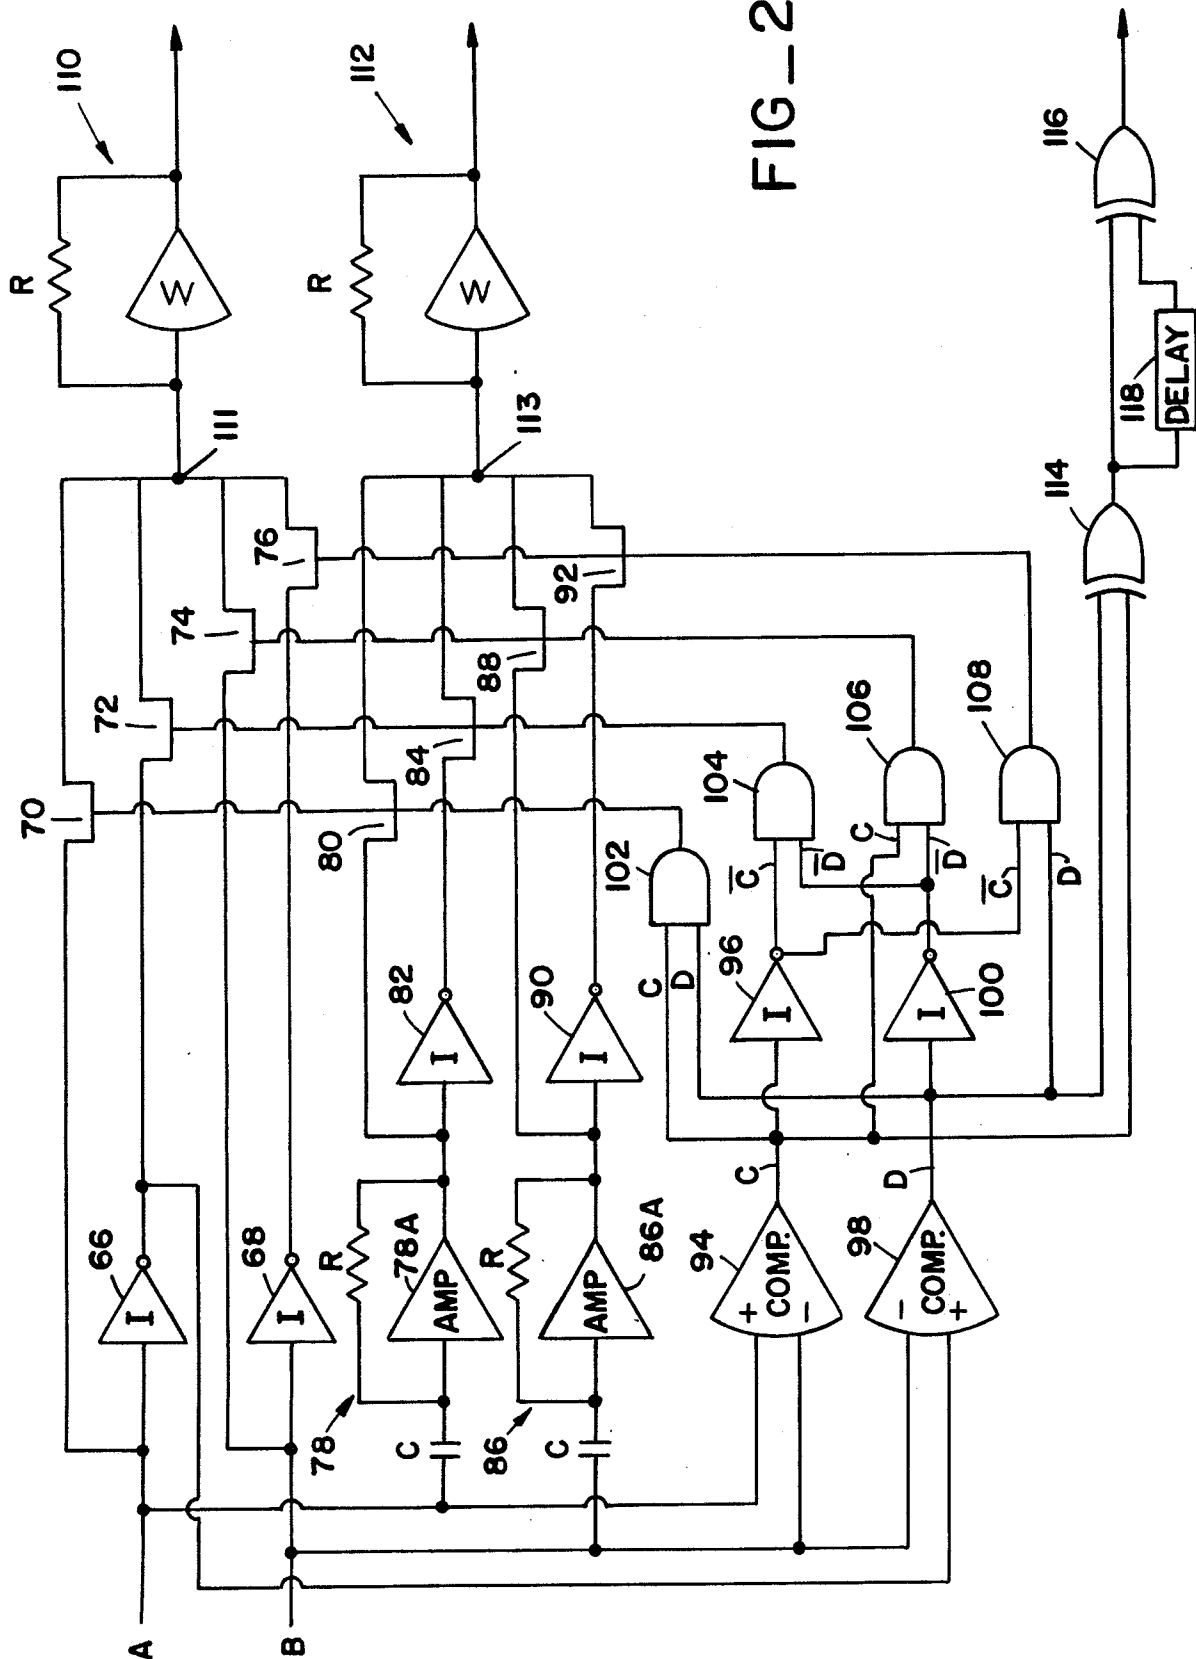 110
R
W
111
112
R
W
113
FIG_2
70
72
74
76
66
I
68
I
80
82
I
84
88
90
I
92
78
R
78A
AMP
C
86
R
86A
AMP
C
A
B
94
+
COMP.
-
98
-
COMP.
+
C
D
96
I
100
I
102
C
D
104
C̅
D̅
106
C
D̅
108
C̅
D
114
116
118
DELAY